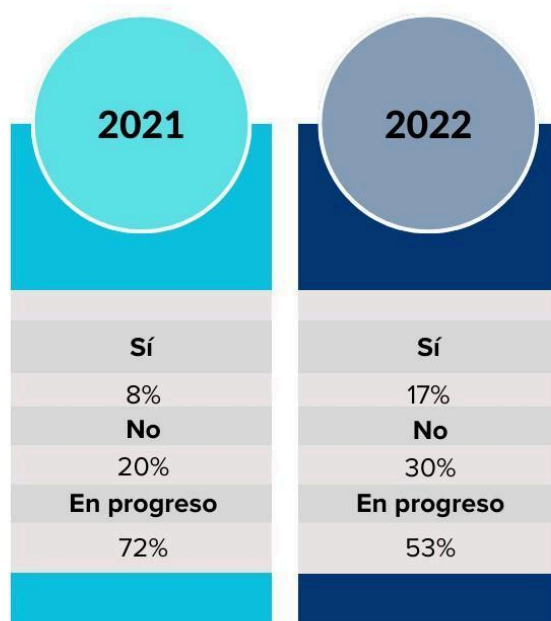 2021
Sí
8%
No
20%
En progreso
72%
2022
Sí
17%
No
30%
En progreso
53%